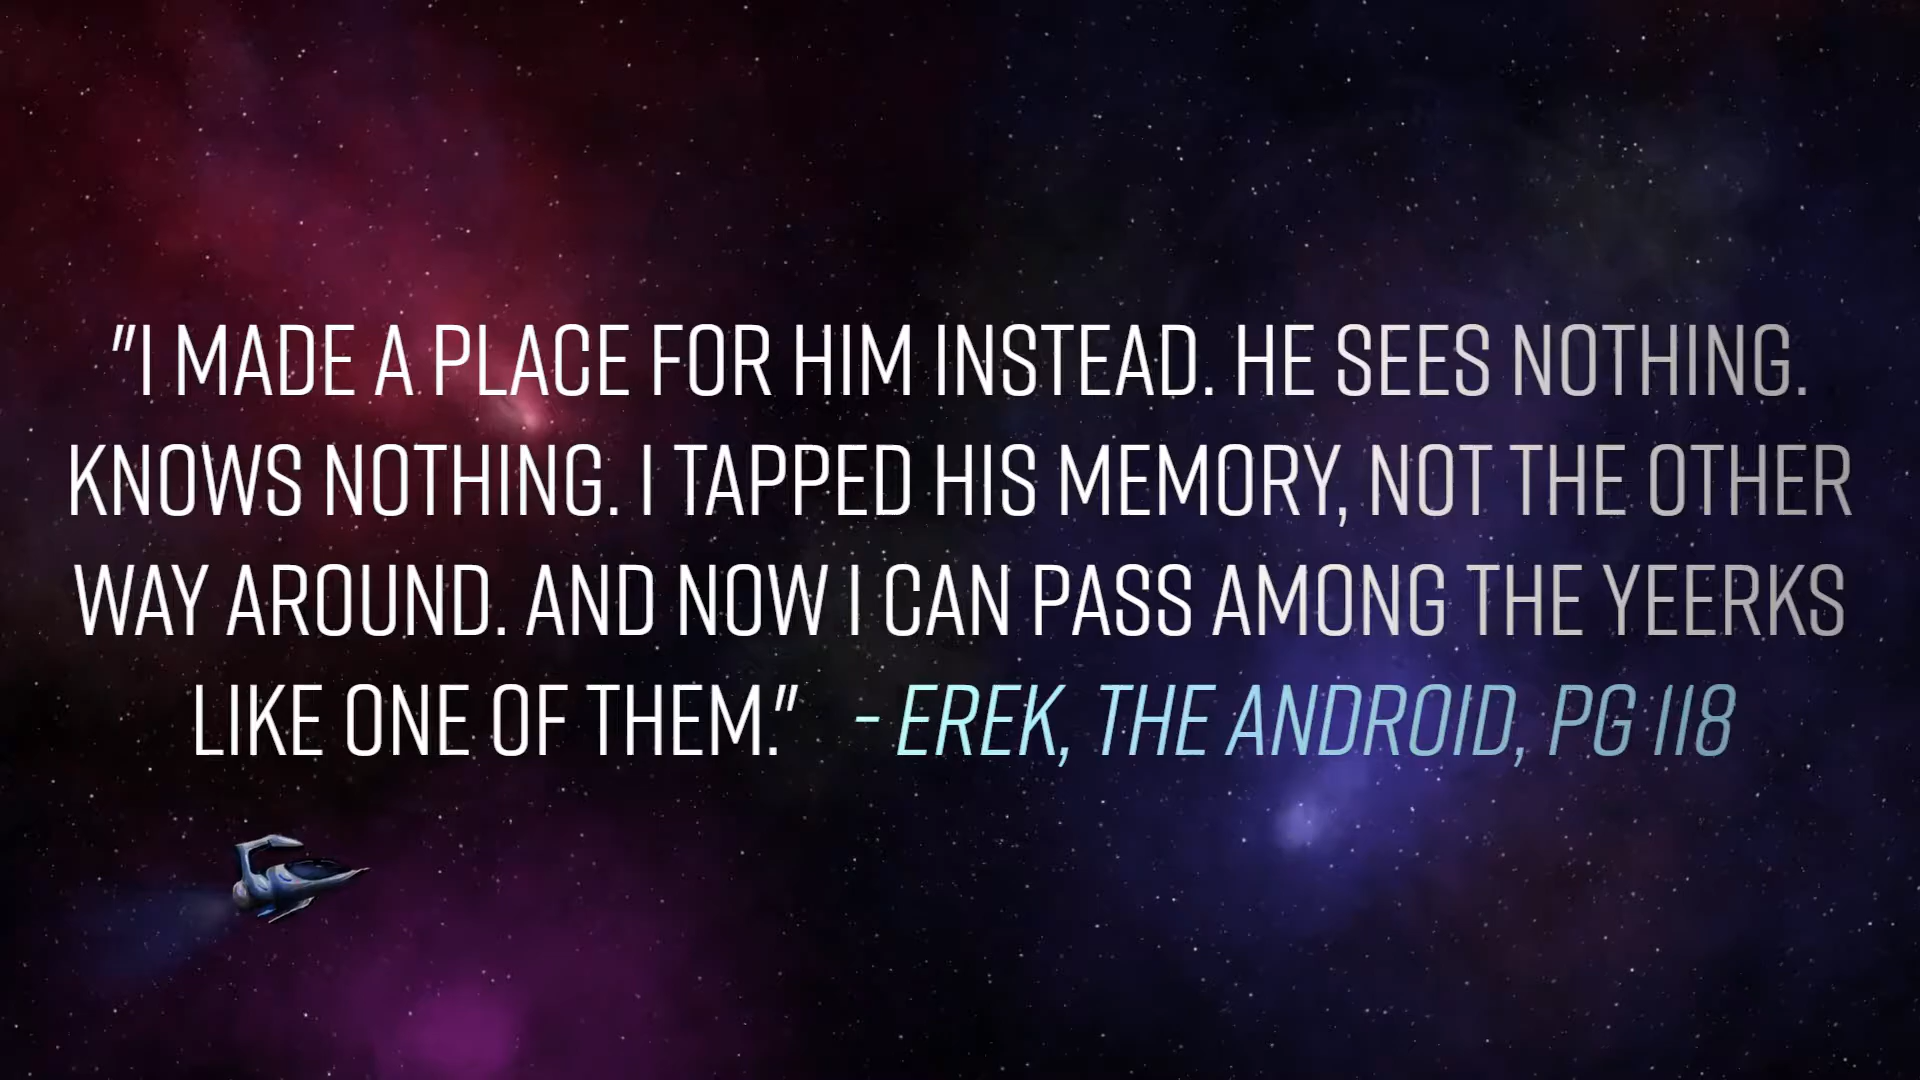 "I MADE A PLACE FOR HIM INSTEAD. HE SEES NOTHING.
KNOWS NOTHING. I TAPPED HIS MEMORY, NOT THE OTHER
WAY AROUND. AND NOW I CAN PASS AMONG THE YEERKS
LIKE ONE OF THEM." - EREK, THE ANDROID, PG 118